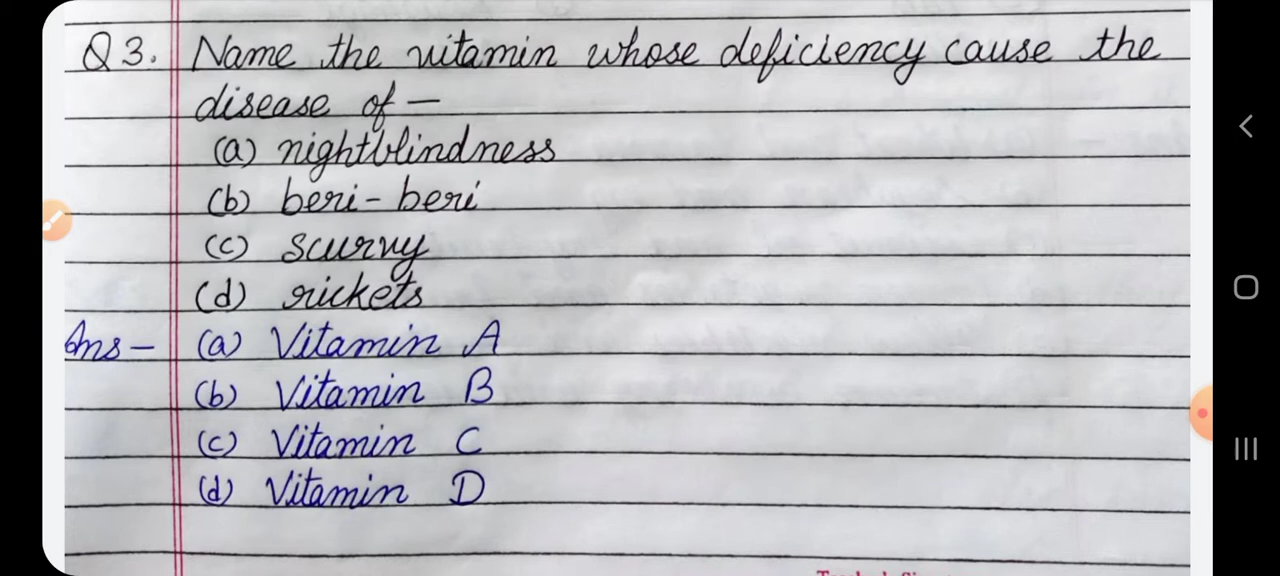 Q 3. Name the vitamin whose deficiency cause the
disease of —
(a) nightblindness
(b) beri - beri
(c) scurvy
(d) rickets
Ans - (a) Vitamin A
(b) Vitamin B
(c) Vitamin C
(d) Vitamin D